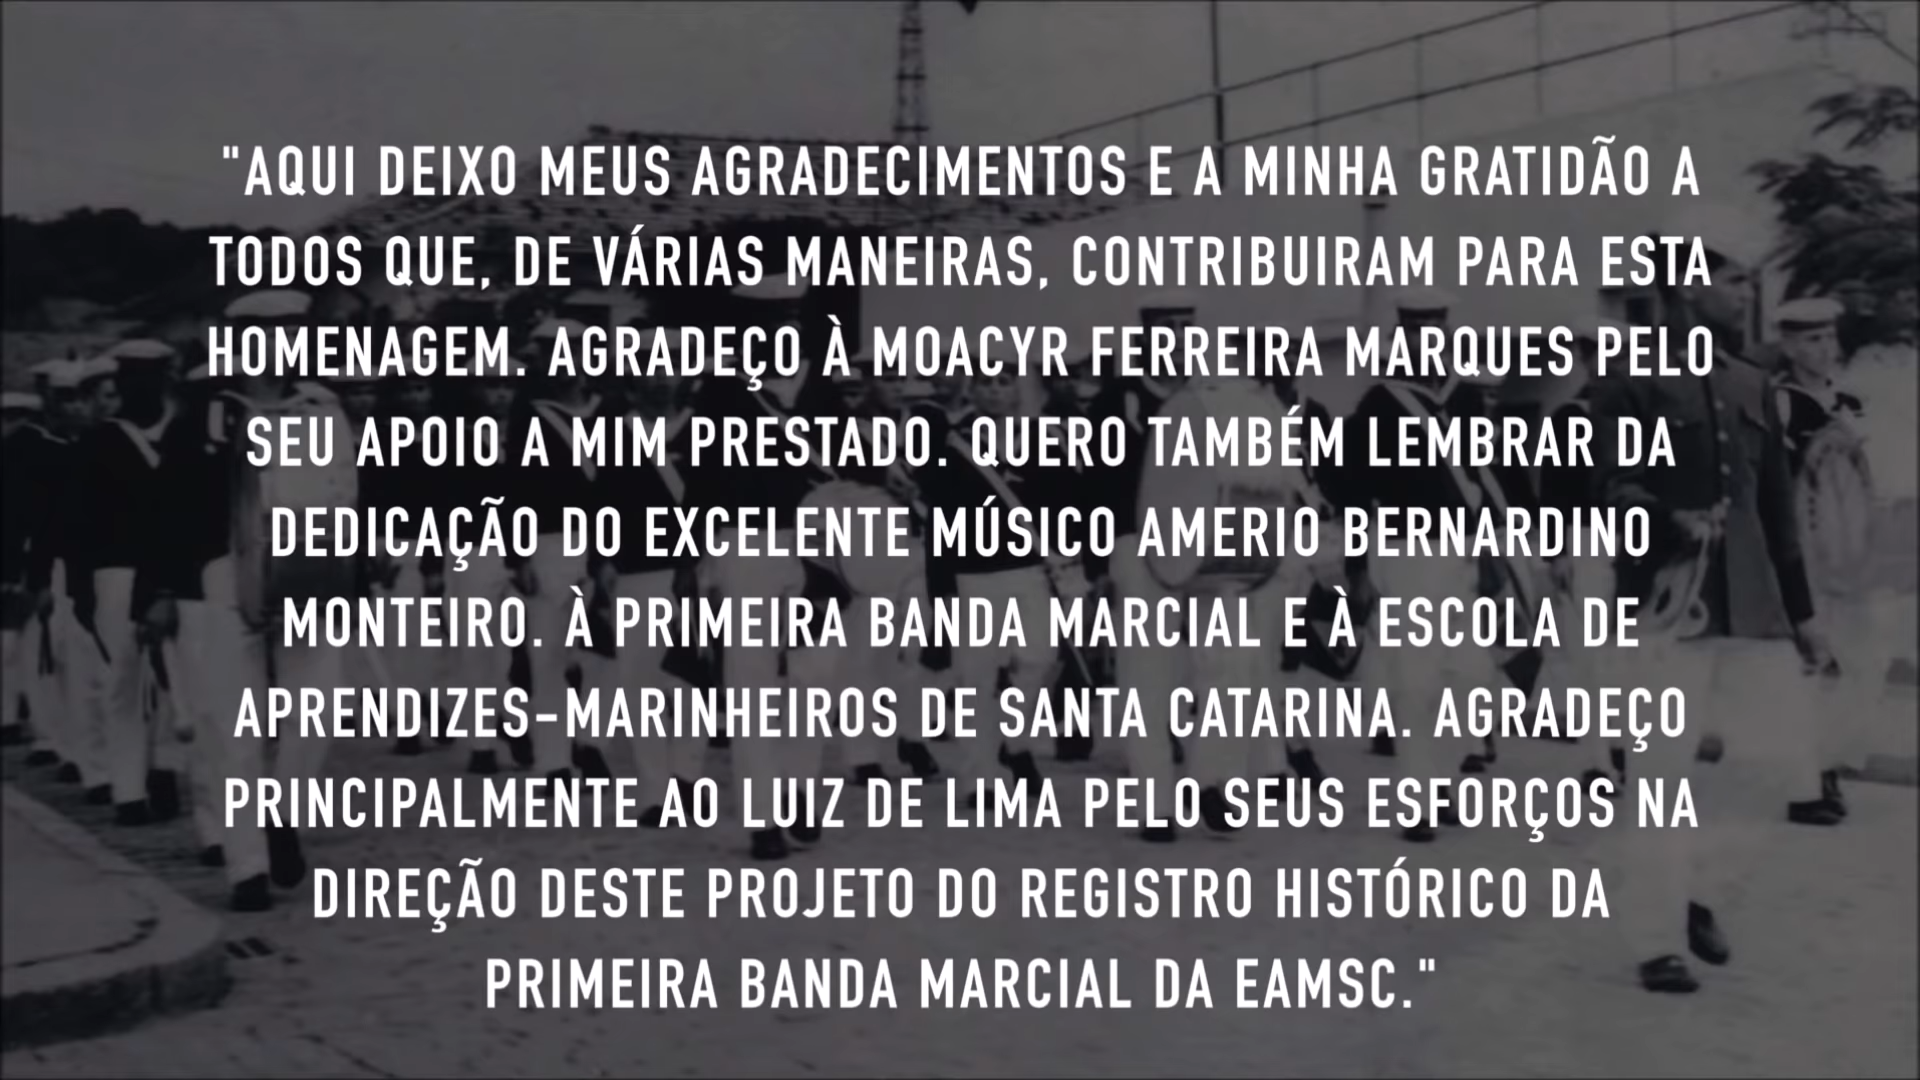 "AQUI DEIXO MEUS AGRADECIMENTOS E A MINHA GRATIDÃO A
TODOS QUE, DE VÁRIAS MANEIRAS, CONTRIBUIRAM PARA ESTA
HOMENAGEM. AGRADEÇO À MOACYR FERREIRA MARQUES PELO
SEU APOIO A MIM PRESTADO. QUERO TAMBÉM LEMBRAR DA
DEDICAÇÃO DO EXCELENTE MÚSICO AMERIO BERNARDINO
MONTEIRO. À PRIMEIRA BANDA MARCIAL E À ESCOLA DE
APRENDIZES-MARINHEIROS DE SANTA CATARINA. AGRADEÇO
PRINCIPALMENTE AO LUIZ DE LIMA PELO SEUS ESFORÇOS NA
DIREÇÃO DESTE PROJETO DO REGISTRO HISTÓRICO DA
PRIMEIRA BANDA MARCIAL DA EAMSC."